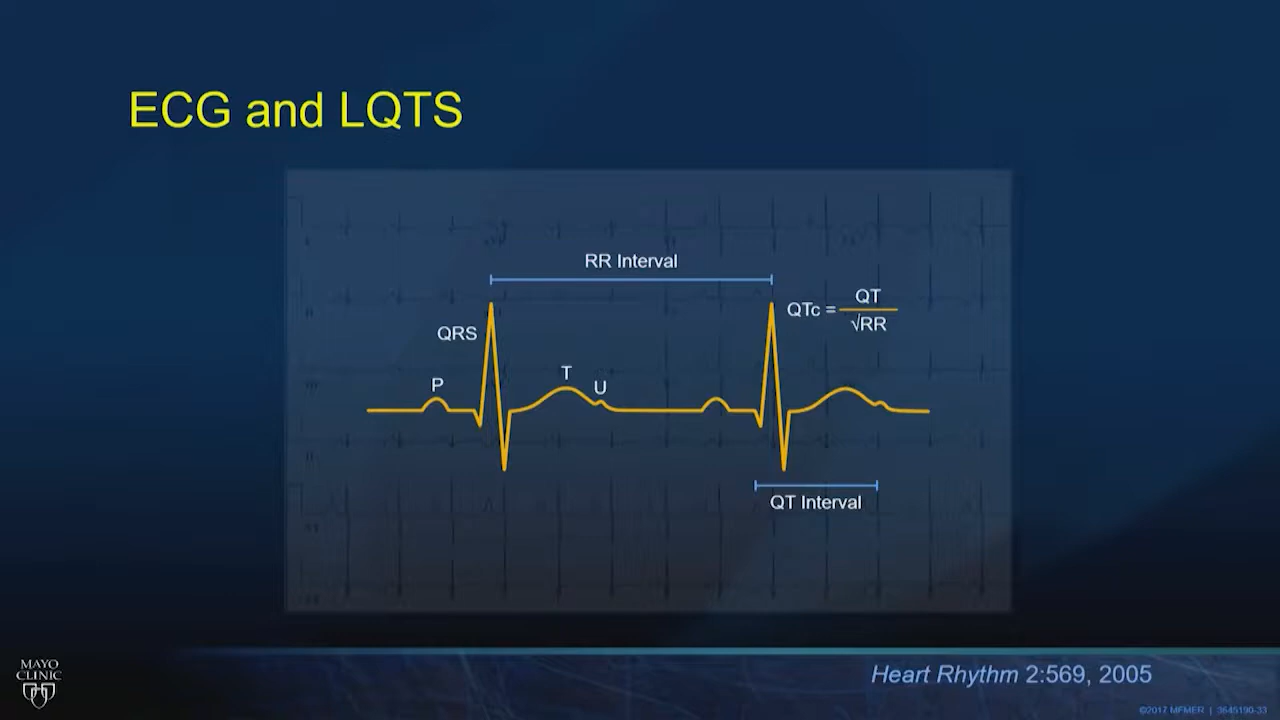 ECG and LQTS
RR Interval
QTc = QT
√RR
QRS
T
P
U
QT Interval
MAYO
CLINIC
Heart Rhythm 2:569, 2005
©2017 MFMER | 3645190-33